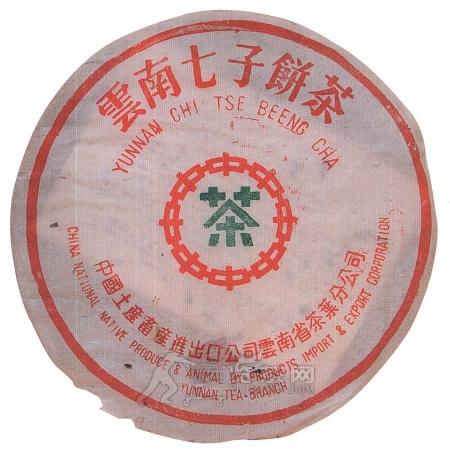 雲南七子餅茶
YUNNAN CHI TSE BEENG CHA
茶
中國土產畜產進出口公司雲南省茶葉分公司
CHINA NATIONAL NATIVE PRODUCE & ANIMAL BY-PRODUCTS IMPORT & EXPORT CORPORATION
YUNNAN TEA BRANCH